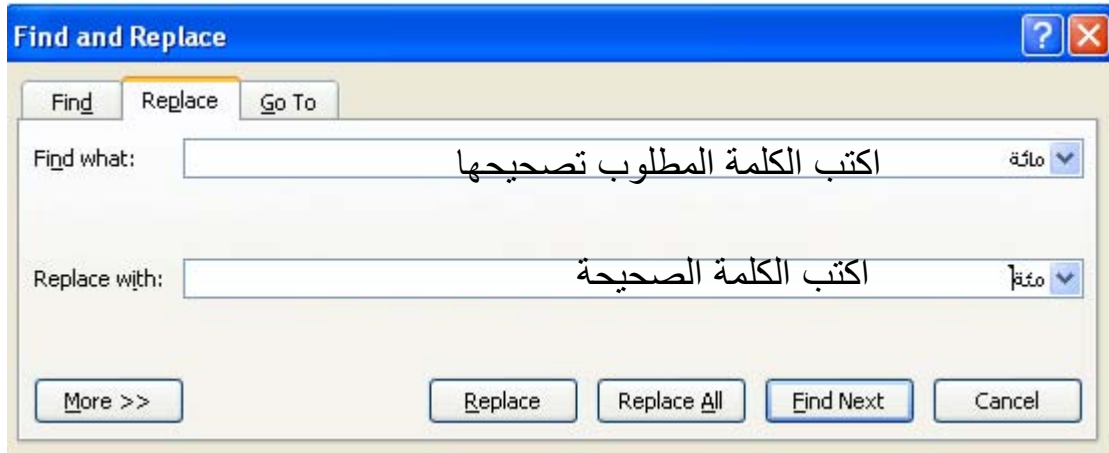 Find and Replace
Find Replace Go To
Find what: اكتب الكلمة المطلوب تصحيحها مائة
Replace with: اكتب الكلمة الصحيحة مئة
More >> Replace Replace All Find Next Cancel